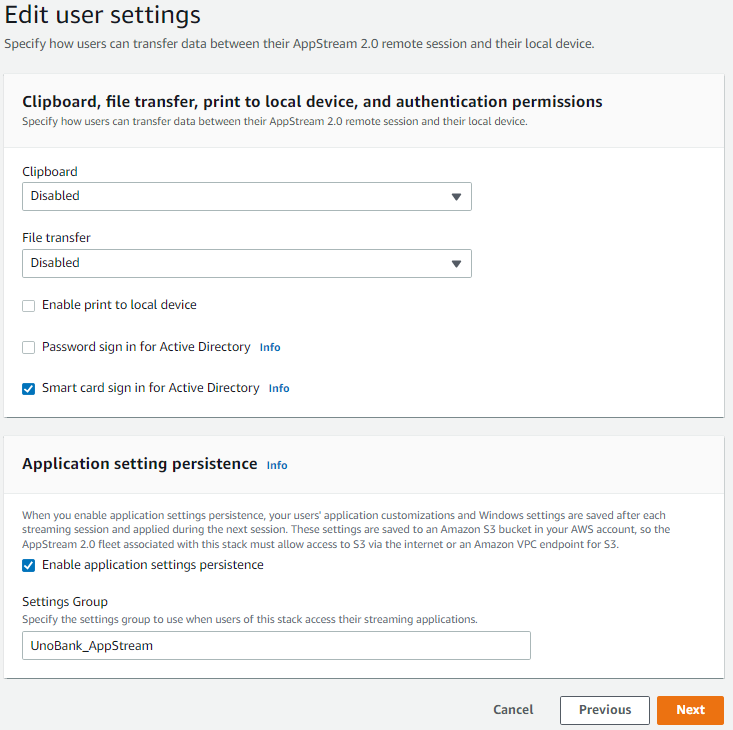 Edit user settings
Specify how users can transfer data between their AppStream 2.0 remote session and their local device.
Clipboard, file transfer, print to local device, and authentication permissions
Specify how users can transfer data between their AppStream 2.0 remote session and their local device.
Clipboard
Disabled
File transfer
Disabled
Enable print to local device
Password sign in for Active Directory Info
Smart card sign in for Active Directory Info
Application setting persistence Info
When you enable application settings persistence, your users' application customizations and Windows settings are saved after each
streaming session and applied during the next session. These settings are saved to an Amazon S3 bucket in your AWS account, so the
AppStream 2.0 fleet associated with this stack must allow access to S3 via the internet or an Amazon VPC endpoint for S3.
Enable application settings persistence
Settings Group
Specify the settings group to use when users of this stack access their streaming applications.
UnoBank_AppStream
Cancel Previous Next